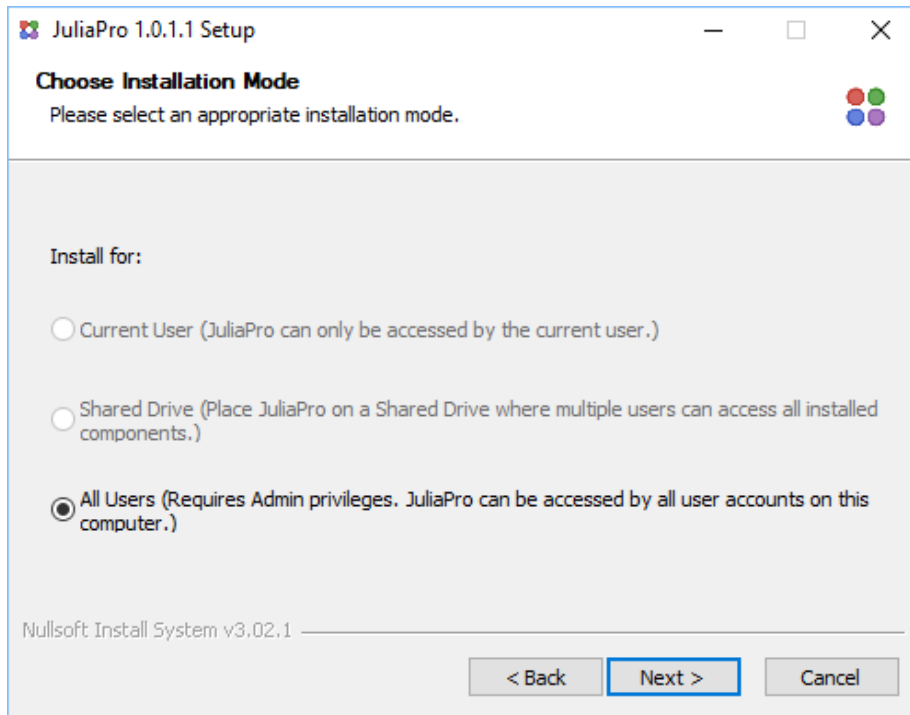 JuliaPro 1.0.1.1 Setup
Choose Installation Mode
Please select an appropriate installation mode.
Install for:
Current User (JuliaPro can only be accessed by the current user.)
Shared Drive (Place JuliaPro on a Shared Drive where multiple users can access all installed
components.)
All Users (Requires Admin privileges. JuliaPro can be accessed by all user accounts on this
computer.)
Nullsoft Install System v3.02.1
< Back
Next >
Cancel